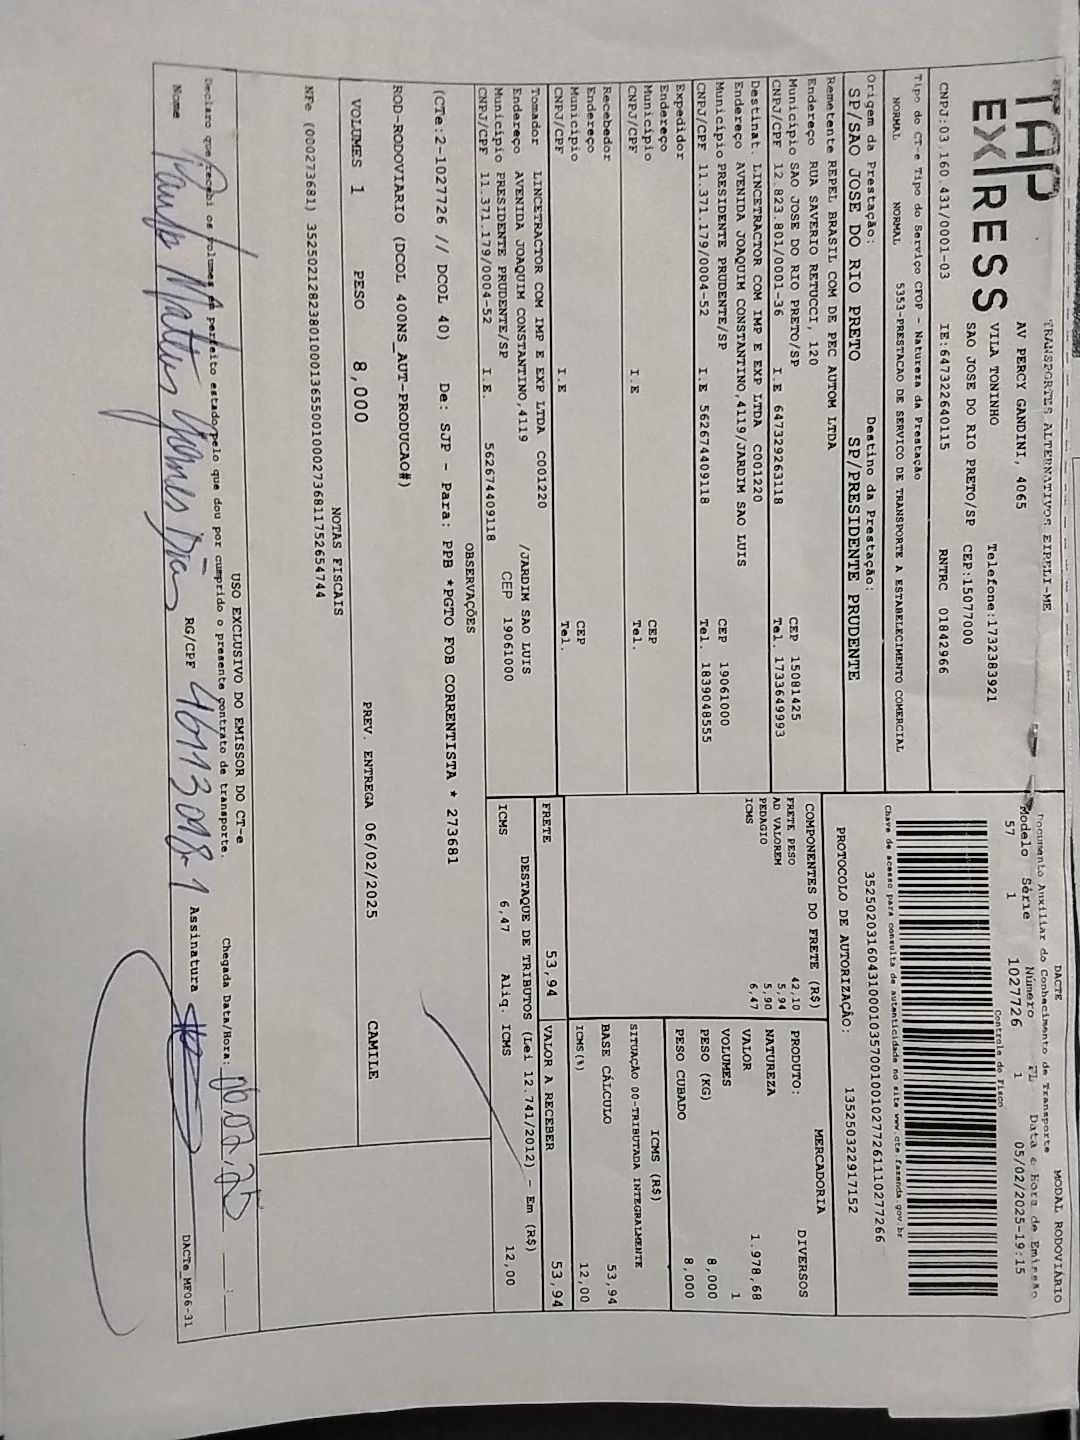 TAP
EXPRESS
TRANSPORTES ALTERNATIVOS EIRELI-ME
AV PERCY GANDINI, 4065
VILA TONINHO Telefone:1732383921
SAO JOSE DO RIO PRETO/SP CEP:15077000
CNPJ:03.160.431/0001-03 IE:647322640115 RNTRC 01842966
Tipo do CT-e Tipo do Serviço CFOP - Natureza da Prestação
NORMAL NORMAL 5353-PRESTACAO DE SERVICO DE TRANSPORTE A ESTABELECIMENTO COMERCIAL
Origem da Prestação: Destino da Prestação:
SP/SAO JOSE DO RIO PRETO SP/PRESIDENTE PRUDENTE
Remetente REPEL BRASIL COM DE PEC AUTOM LTDA
Endereço RUA SAVERIO RETUCCI, 120
Município SAO JOSE DO RIO PRETO/SP CEP 15081425
CNPJ/CPF 12.823.801/0001-36 I.E 647329263118 Tel. 1733649993
Destinat. LINCETRACTOR COM IMP E EXP LTDA C001220
Endereço AVENIDA JOAQUIM CONSTANTINO,4119/JARDIM SAO LUIS
Município PRESIDENTE PRUDENTE/SP CEP 19061000
CNPJ/CPF 11.371.179/0004-52 I.E 562674409118 Tel. 1839048555
Expedidor
Endereço
Município CEP
CNPJ/CPF I.E Tel.
Recebedor
Endereço
Município CEP
CNPJ/CPF I.E Tel.
Tomador LINCETRACTOR COM IMP E EXP LTDA C001220
Endereço AVENIDA JOAQUIM CONSTANTINO,4119 /JARDIM SAO LUIS
Município PRESIDENTE PRUDENTE/SP CEP 19061000
CNPJ/CPF 11.371.179/0004-52 I.E. 562674409118
DACTE MODAL RODOVIÁRIO
Documento Auxiliar do Conhecimento de Transporte
Modelo Série Número FL Data e Hora de Emissão
57 1 1027726 1 05/02/2025-19:15
Controle do Fisco
Chave de acesso para consulta de autenticidade no site www.cte.fazenda.gov.br
35250203160431000103570010010277261110277266
PROTOCOLO DE AUTORIZAÇÃO: 135250322917152
COMPONENTES DO FRETE (R$)
FRETE PESO 42,10
AD VALOREM 5,94
PEDAGIO 5,90
ICMS 6,47
PRODUTO: MERCADORIA
NATUREZA DIVERSOS
VALOR 1.978,68
VOLUMES 1
PESO (KG) 8,000
PESO CUBADO 8,000
ICMS (R$)
SITUAÇÃO 00-TRIBUTADA INTEGRALMENTE
BASE CÁLCULO 53,94
ICMS(%) 12,00
FRETE 53,94 VALOR A RECEBER 53,94
DESTAQUE DE TRIBUTOS (Lei 12.741/2012) - Em (R$)
ICMS 6,47 Aliq. ICMS 12,00
OBSERVAÇÕES
(CTe:2-1027726 // DCOL 40) De: SJP - Para: PPB *PGTO FOB CORRENTISTA * 273681
ROD-RODOVIARIO (DCOL 400NS_AUT-PRODUCAO#)
VOLUMES 1 PESO 8,000 PREV. ENTREGA 06/02/2025 CAMILE
NOTAS FISCAIS
NFe (000273681) 35250212823801000136550010002736811752654744
USO EXCLUSIVO DO EMISSOR DO CT-e
Declaro que recebi os volumes em perfeito estado pelo que dou por cumprido o presente contrato de transporte. Chegada Data/Hora: 06.02.25 :
Nome Mattus Gomes Dias RG/CPF Assinatura
DACTe_MF06-31